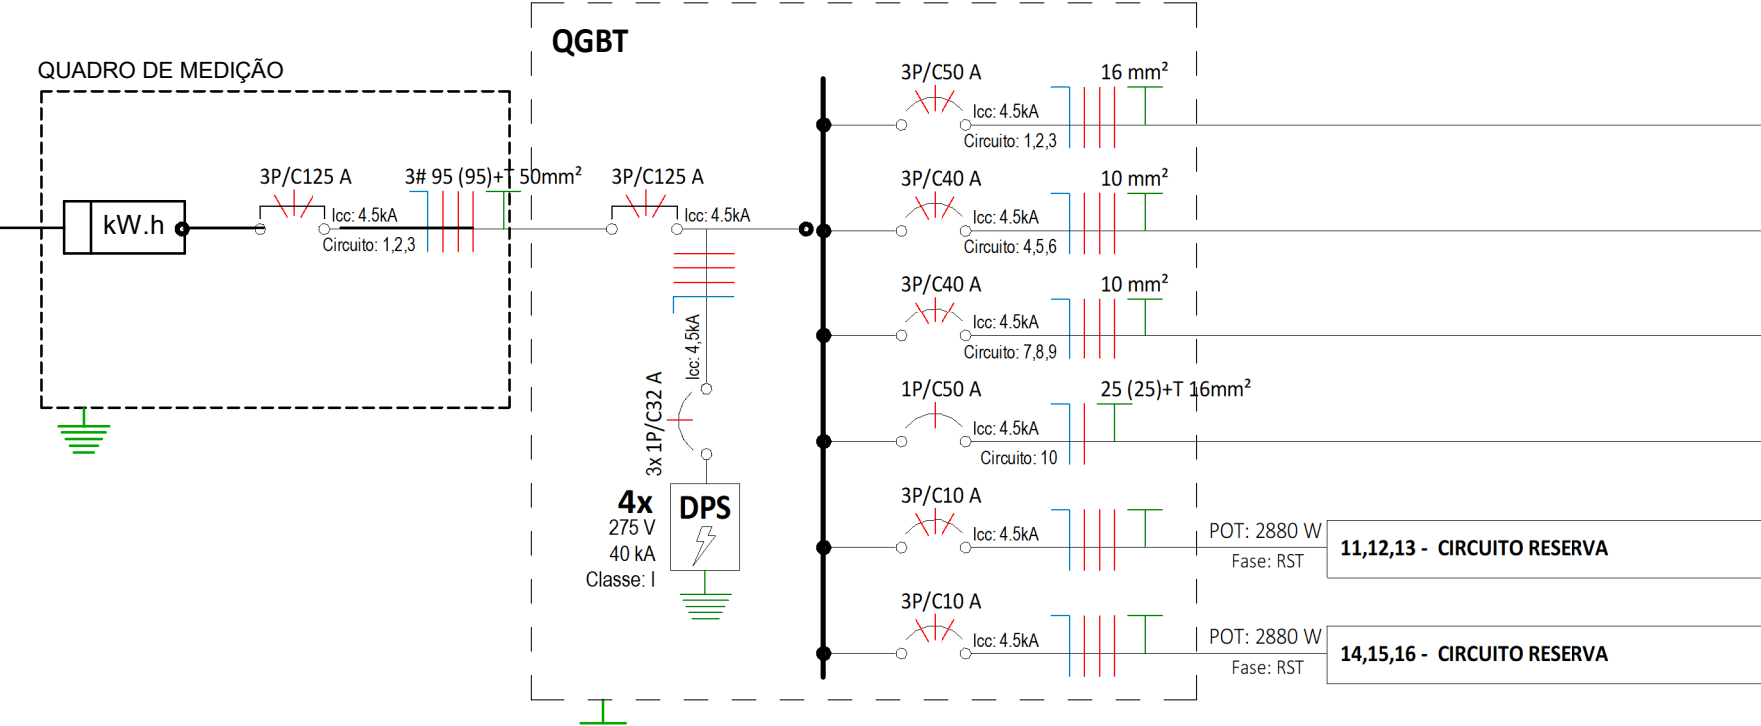 QGBT
QUADRO DE MEDIÇÃO
kW.h
3P/C125 A
Icc: 4.5kA
Circuito: 1,2,3
3# 95 (95)+T 50mm²
3P/C125 A
Icc: 4.5kA
Icc: 4,5kA
3x 1P/C32 A
4x
275 V
40 kA
Classe: I
DPS
3P/C50 A
Icc: 4.5kA
Circuito: 1,2,3
16 mm²
3P/C40 A
Icc: 4.5kA
Circuito: 4,5,6
10 mm²
3P/C40 A
Icc: 4.5kA
Circuito: 7,8,9
10 mm²
1P/C50 A
Icc: 4.5kA
Circuito: 10
25 (25)+T 16mm²
3P/C10 A
Icc: 4.5kA
POT: 2880 W
Fase: RST
11,12,13 - CIRCUITO RESERVA
3P/C10 A
Icc: 4.5kA
POT: 2880 W
Fase: RST
14,15,16 - CIRCUITO RESERVA